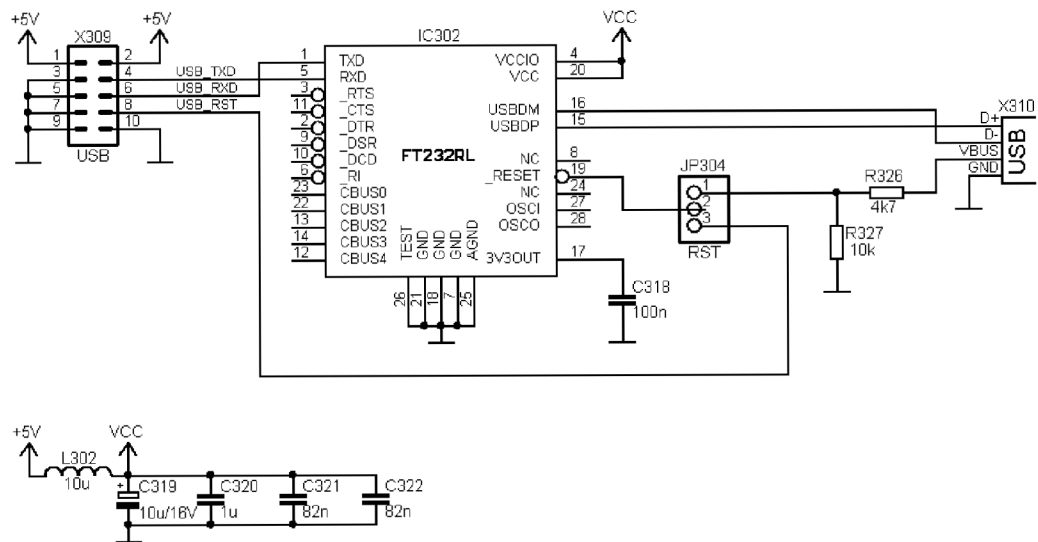 +5V +5V VCC
X309 IC302
1 2
3 4 USB_TXD
5 6 USB_RXD
7 8 USB_RST
9 10
USB
1 TXD
5 RXD
3 _RTS
11 _CTS
2 _DTR
9 _DSR
10 _DCD
6 _RI
23 CBUS0
22 CBUS1
13 CBUS2
14 CBUS3
12 CBUS4
FT232RL
VCCIO 4
VCC 20
USBDM 16
USBDP 15
NC 8
_RESET 19
NC 24
OSCI 27
OSCO 28
3V3OUT 17
TEST GND GND GND AGND
26 21 18 7 25
C318
100n
JP304
1
2
3
RST
R326
4k7
R327
10k
X310
D+
D-
VBUS
GND
USB
+5V VCC
L302
10u
+ C319
10u/16V
C320
1u
C321
82n
C322
82n